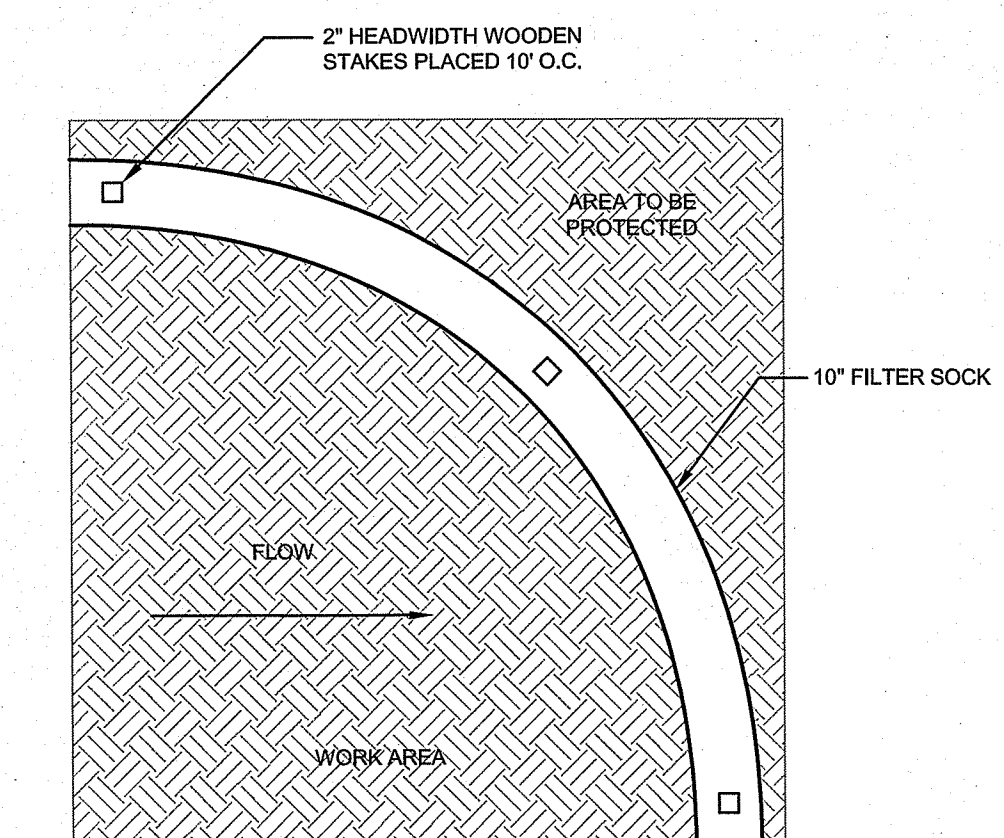 2" HEADWIDTH WOODEN
STAKES PLACED 10' O.C.
AREA TO BE
PROTECTED
10" FILTER SOCK
FLOW
WORK AREA